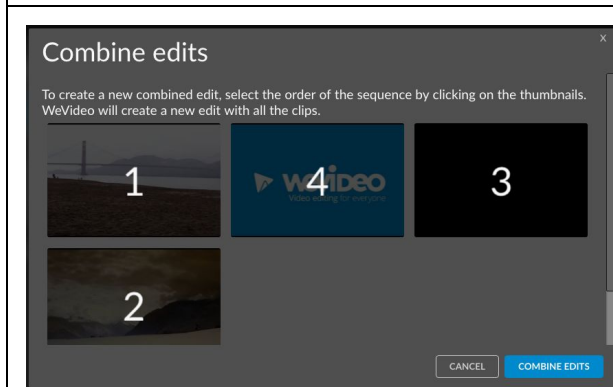 Combine edits
X
To create a new combined edit, select the order of the sequence by clicking on the thumbnails.
WeVideo will create a new edit with all the clips.
1
4
WeVideo
Video editing for everyone
3
2
CANCEL
COMBINE EDITS